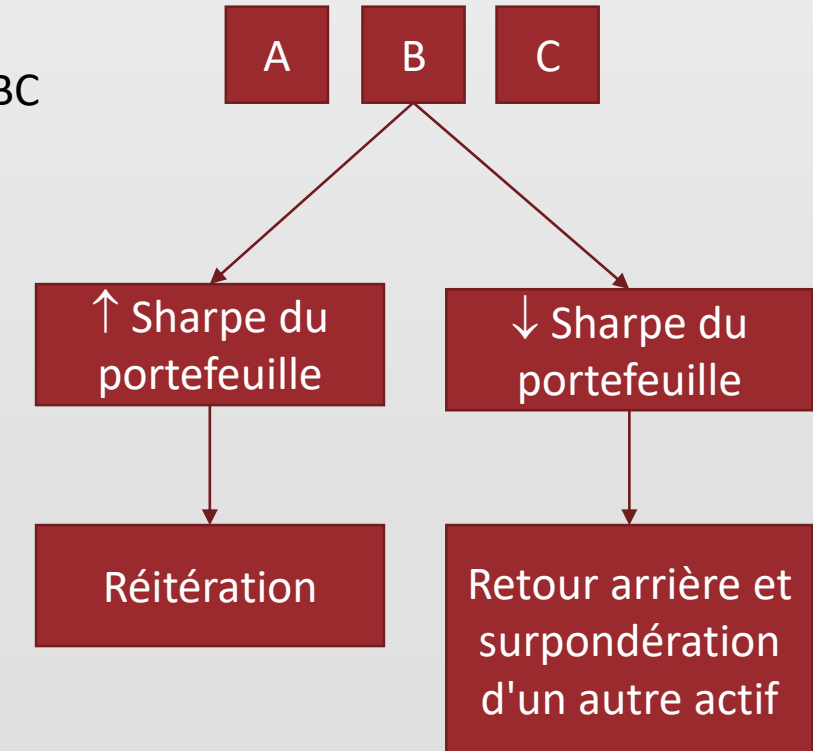 BC
A
B
C
↑ Sharpe du
portefeuille
↓ Sharpe du
portefeuille
Réitération
Retour arrière et
surpondération
d'un autre actif